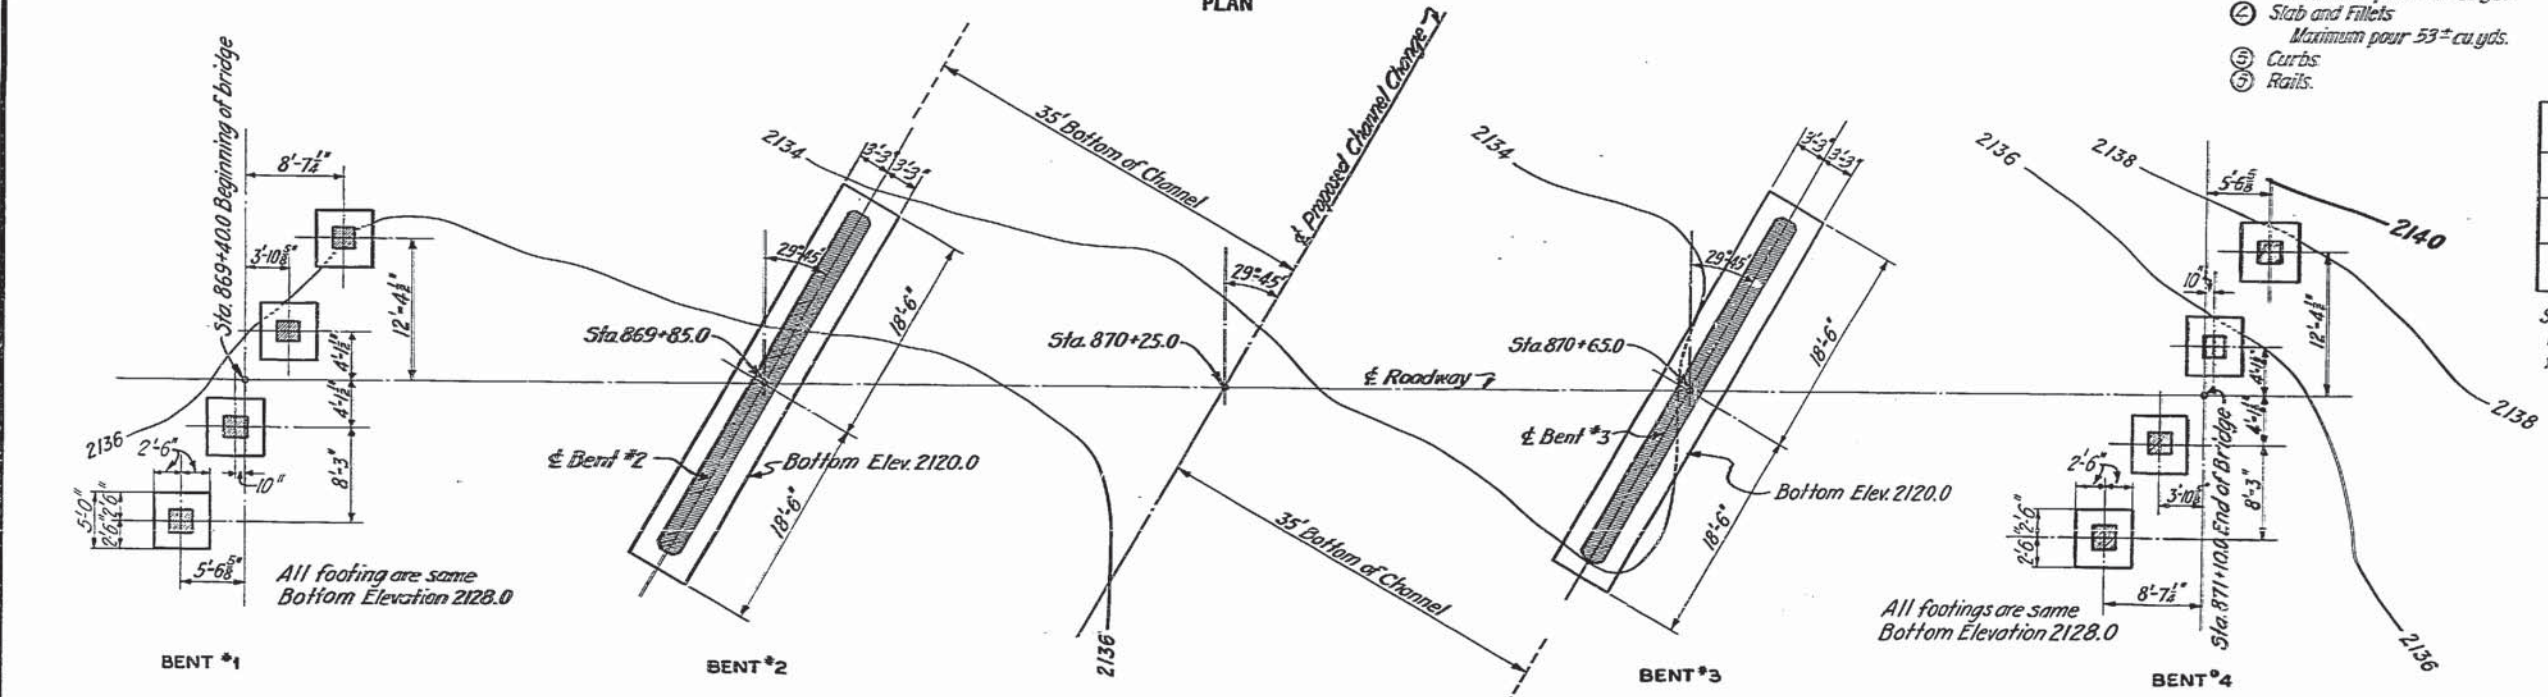 PLAN
④ Slab and Fillets
Maximum pour 53± cu.yds.
⑤ Curbs
⑤ Rails.
Sta. 869+40.0 Beginning of bridge
8'-7¼"
3'-10⅝"
12'-4½"
4'-1½"
4'-1½"
8'-3"
2136
2'-6"
10"
5'-0"
2'-6"
2'-6"
5'-6⅝"
All footing are same
Bottom Elevation 2128.0
BENT #1
2134
3'-3"
3'-3"
29°-45'
18'-6"
18'-6"
Sta. 869+85.0
℄ Bent #2
Bottom Elev. 2120.0
BENT #2
35' Bottom of Channel
℄ Proposed Channel Change
29°-45'
Sta. 870+25.0
℄ Roadway
35' Bottom of Channel
2136
2134
3'-3"
3'-3"
29°-45'
18'-6"
18'-6"
Sta. 870+65.0
℄ Bent #3
Bottom Elev. 2120.0
BENT #3
2136
2138
5'-6⅝"
2140
10"
12'-4½"
4'-1½"
4'-1½"
8'-3"
2138
2'-6"
3'-10⅝"
2'-6"
2'-6"
8'-7¼"
Sta. 871+10.0 End of Bridge
All footings are same
Bottom Elevation 2128.0
2136
BENT #4